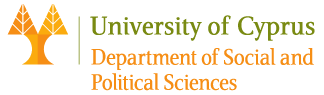 University of Cyprus
Department of Social and
Political Sciences